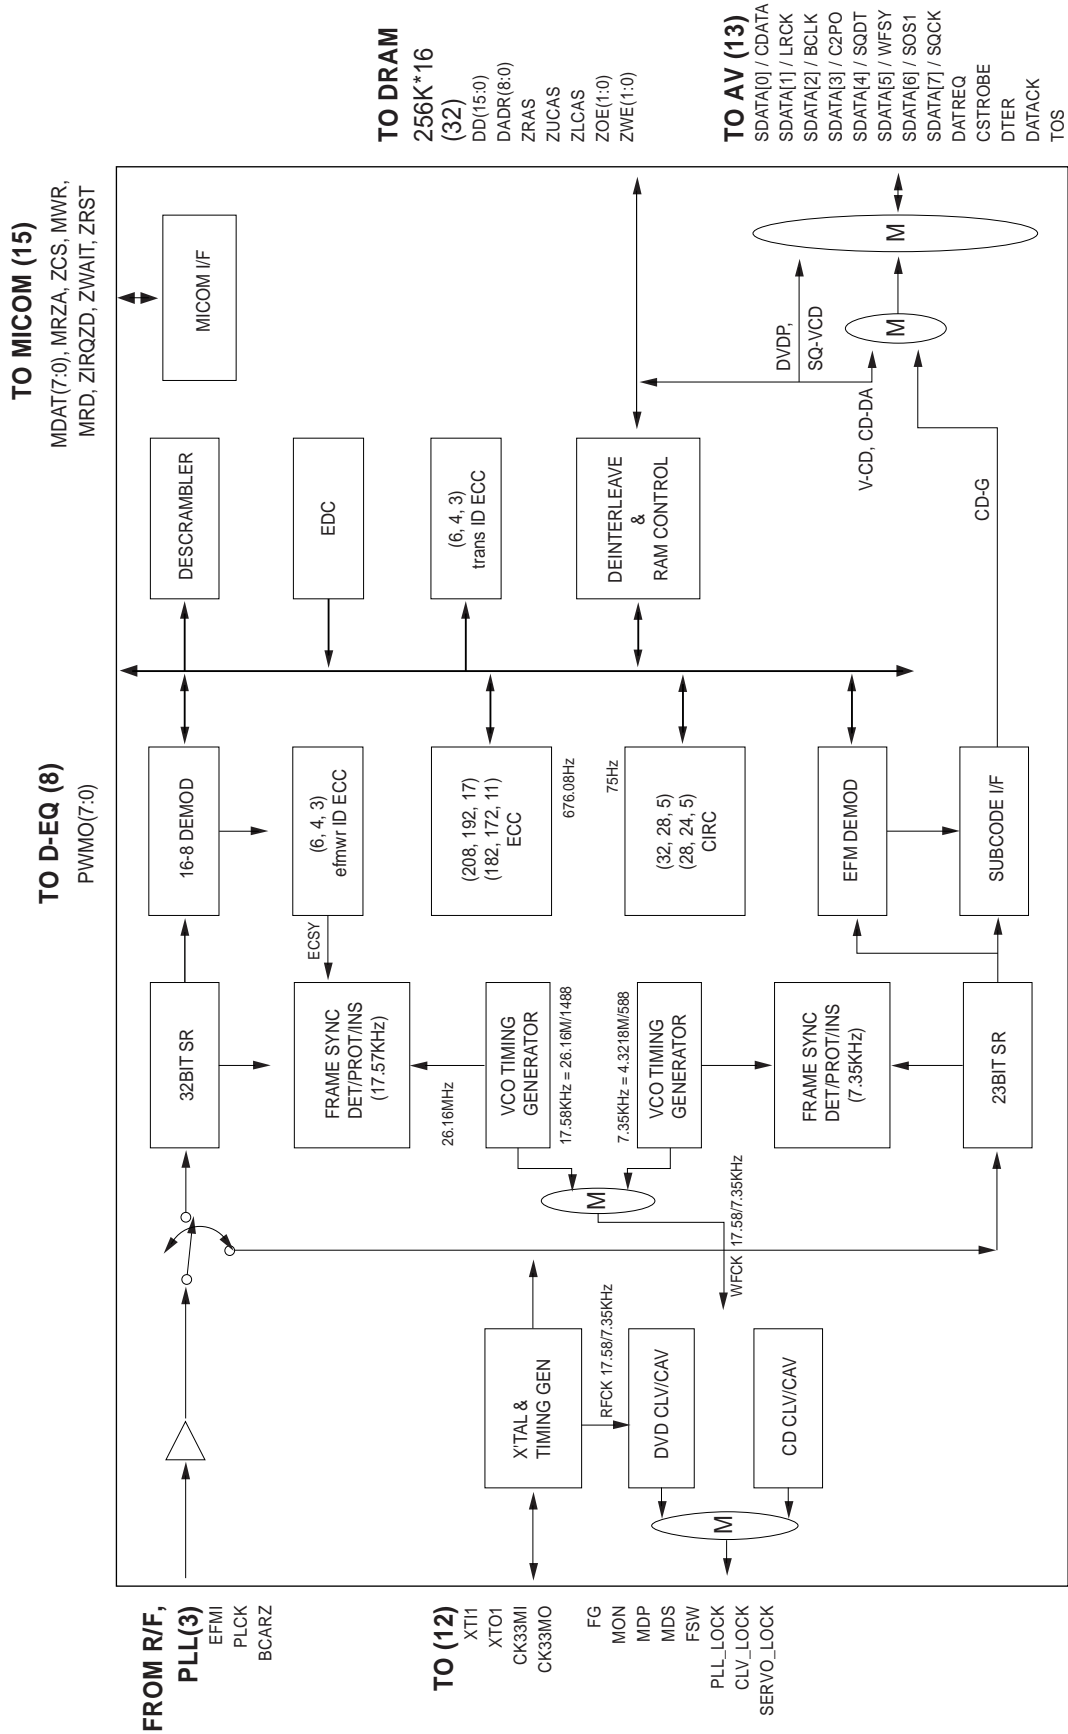 FROM R/F,
PLL(3)
EFMI
PLCK
BCARZ
TO (12)
XTI1
XTO1
CK33MI
CK33MO
FG
MON
MDP
MDS
FSW
PLL_LOCK
CLV_LOCK
SERVO_LOCK
TO D-EQ (8)
PWMO(7:0)
TO MICOM (15)
MDAT(7:0), MRZA, ZCS, MWR,
MRD, ZIRQZD, ZWAIT, ZRST
TO DRAM
256K*16
(32)
DD(15:0)
DADR(8:0)
ZRAS
ZUCAS
ZLCAS
ZOE(1:0)
ZWE(1:0)
TO AV (13)
SDATA[0] / CDATA
SDATA[1] / LRCK
SDATA[2] / BCLK
SDATA[3] / C2PO
SDATA[4] / SQDT
SDATA[5] / WFSY
SDATA[6] / SOS1
SDATA[7] / SQCK
DATREQ
CSTROBE
DTER
DATACK
TOS
32BIT SR
16-8 DEMOD
DESCRAMBLER
MICOM I/F
FRAME SYNC
DET/PROT/INS
(17.57KHz)
ECSY
(6, 4, 3)
efmwr ID ECC
EDC
26.16MHz
X'TAL &
TIMING GEN
VCO TIMING
GENERATOR
17.58KHz = 26.16M/1488
(208, 192, 17)
(182, 172, 11)
ECC
676.08Hz
(6, 4, 3)
trans ID ECC
M
RFCK 17.58/7.35KHz
7.35KHz = 4.3218M/588
VCO TIMING
GENERATOR
75Hz
(32, 28, 5)
(28, 24, 5)
CIRC
DEINTERLEAVE
&
RAM CONTROL
DVD CLV/CAV
M
WFCK 17.58/7.35KHz
CD CLV/CAV
FRAME SYNC
DET/PROT/INS
(7.35KHz)
EFM DEMOD
DVDP,
SQ-VCD
V-CD, CD-DA
M
M
23BIT SR
SUBCODE I/F
CD-G